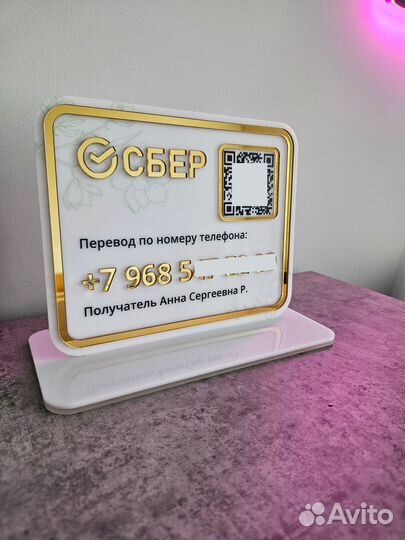 СБЕР
Перевод по номеру телефона:
+7 968 5
Получатель Анна Сергеевна Р.
Avito